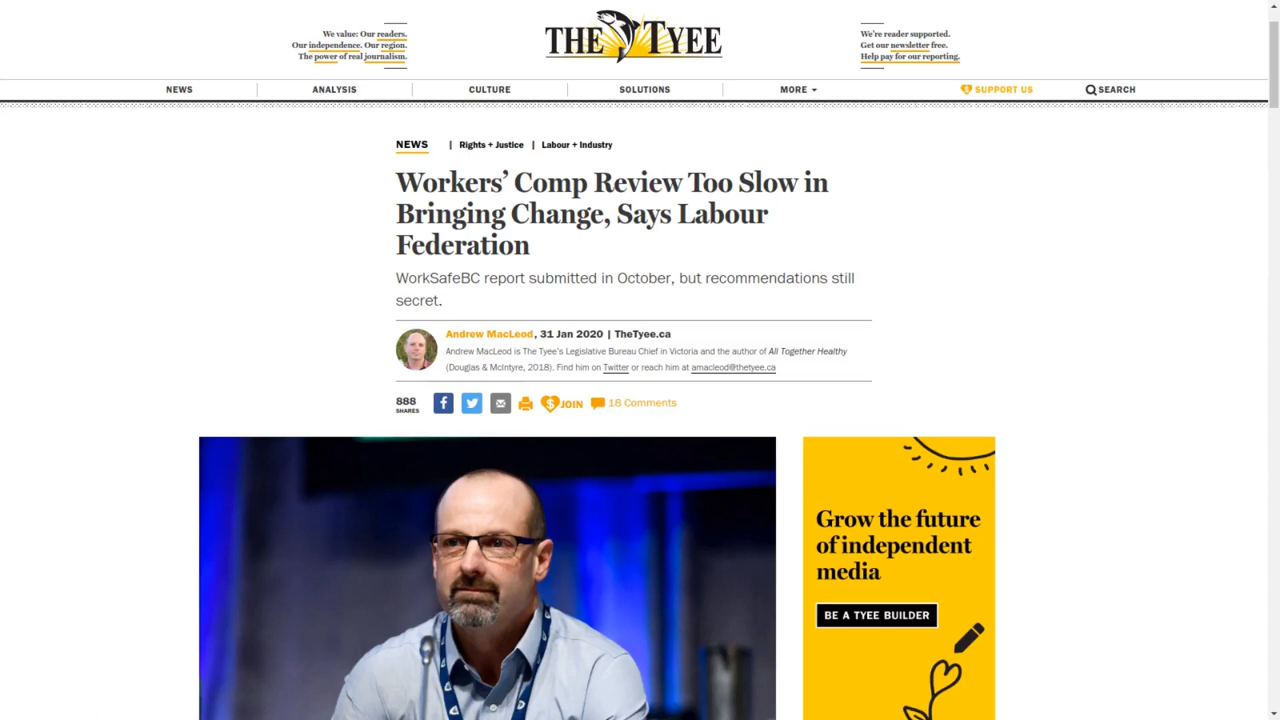 We value: Our readers.
Our independence. Our region.
The power of real journalism.
THE TYEE
We're reader supported.
Get our newsletter free.
Help pay for our reporting.
NEWS
ANALYSIS
CULTURE
SOLUTIONS
MORE
SUPPORT US
SEARCH
NEWS | Rights + Justice | Labour + Industry
Workers’ Comp Review Too Slow in
Bringing Change, Says Labour
Federation
WorkSafeBC report submitted in October, but recommendations still
secret.
Andrew MacLeod, 31 Jan 2020 | TheTyee.ca
Andrew MacLeod is The Tyee's Legislative Bureau Chief in Victoria and the author of All Together Healthy
(Douglas & McIntyre, 2018). Find him on Twitter or reach him at amacleod@thetyee.ca
888
SHARES
f
$ JOIN
18 Comments
Grow the future
of independent
media
BE A TYEE BUILDER